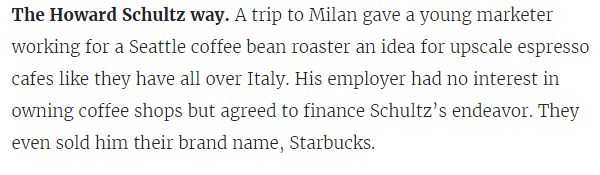 The Howard Schultz way. A trip to Milan gave a young marketer
working for a Seattle coffee bean roaster an idea for upscale espresso
cafes like they have all over Italy. His employer had no interest in
owning coffee shops but agreed to finance Schultz’s endeavor. They
even sold him their brand name, Starbucks.